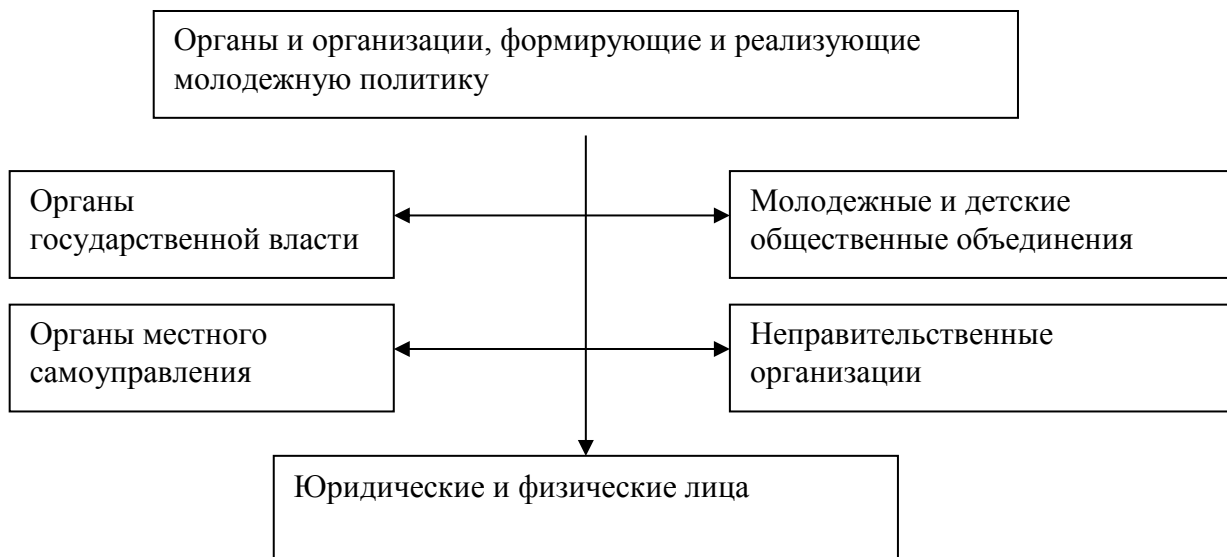 Органы и организации, формирующие и реализующие
молодежную политику
Органы
государственной власти
Молодежные и детские
общественные объединения
Органы местного
самоуправления
Неправительственные
организации
Юридические и физические лица